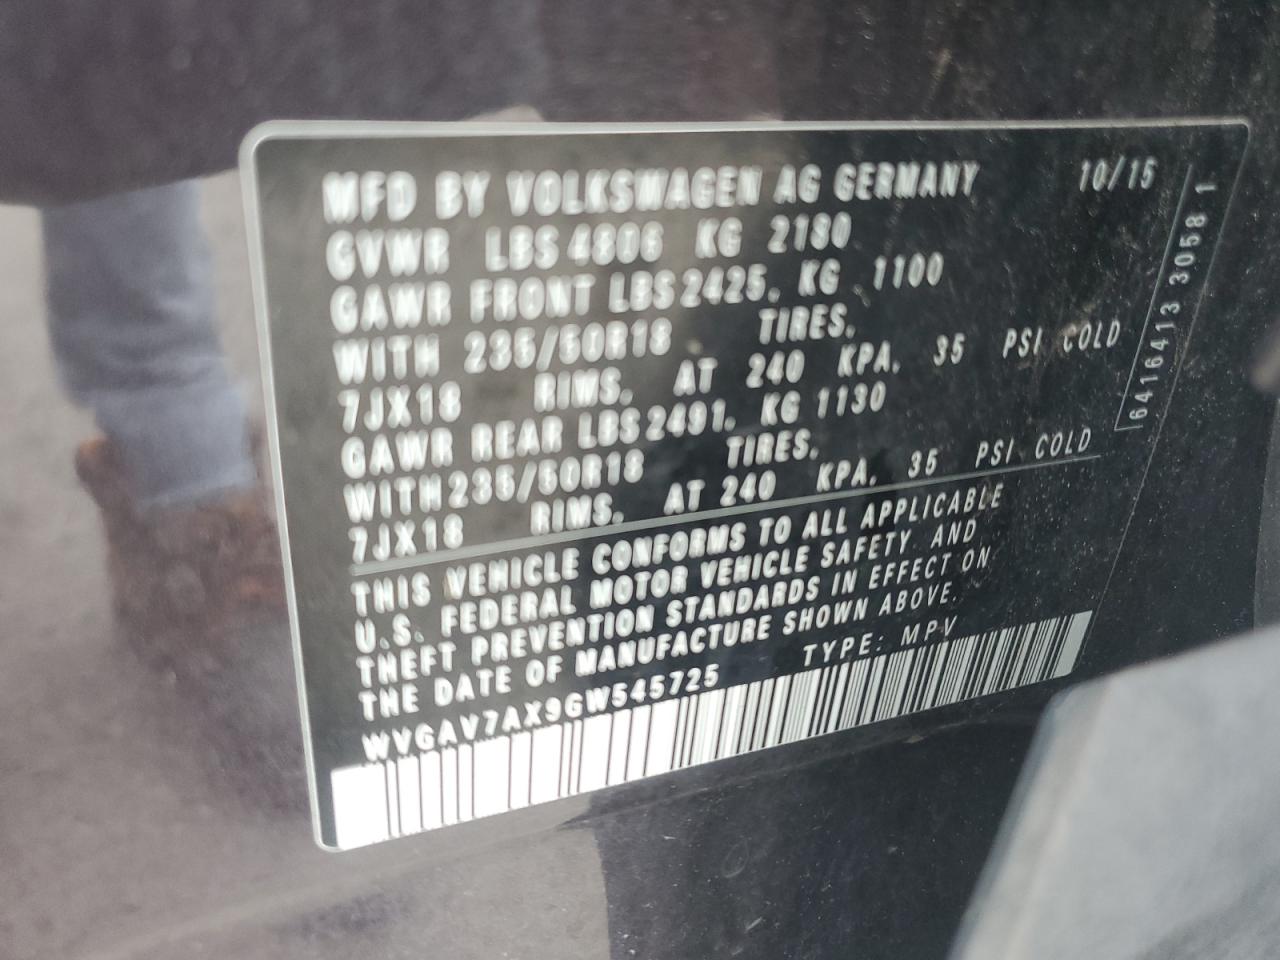 MFD BY VOLKSWAGEN AG GERMANY 10/15
GVWR LBS 4806 KG 2180
GAWR FRONT LBS 2425, KG 1100
WITH 235/50R18 TIRES,
7JX18 RIMS, AT 240 KPA, 35 PSI COLD
GAWR REAR LBS 2491, KG 1130
WITH 235/50R18 TIRES,
7JX18 RIMS, AT 240 KPA, 35 PSI COLD
THIS VEHICLE CONFORMS TO ALL APPLICABLE
U.S. FEDERAL MOTOR VEHICLE SAFETY AND
THEFT PREVENTION STANDARDS IN EFFECT ON
THE DATE OF MANUFACTURE SHOWN ABOVE.
WVGAV7AX9GW545725 TYPE: MPV
6416413 3058 1